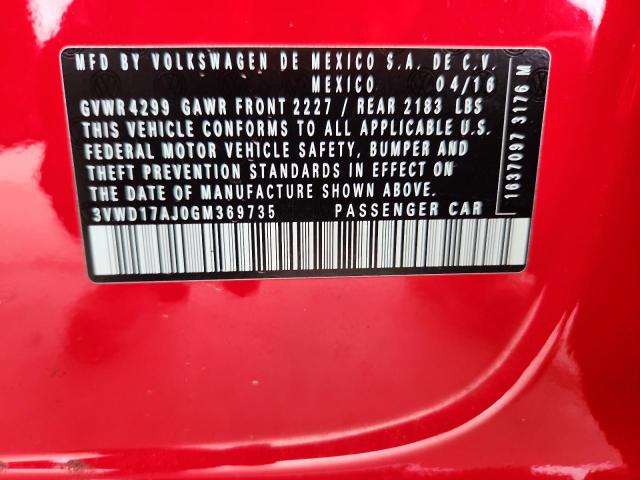 MFD BY VOLKSWAGEN DE MEXICO S.A. DE C.V.
MEXICO 04/16
GVWR 4299 GAWR FRONT 2227 / REAR 2183 LBS
THIS VEHICLE CONFORMS TO ALL APPLICABLE U.S.
FEDERAL MOTOR VEHICLE SAFETY, BUMPER AND
THEFT PREVENTION STANDARDS IN EFFECT ON
THE DATE OF MANUFACTURE SHOWN ABOVE.
3VWD17AJ0GM369735 PASSENGER CAR
1637097 3176 M